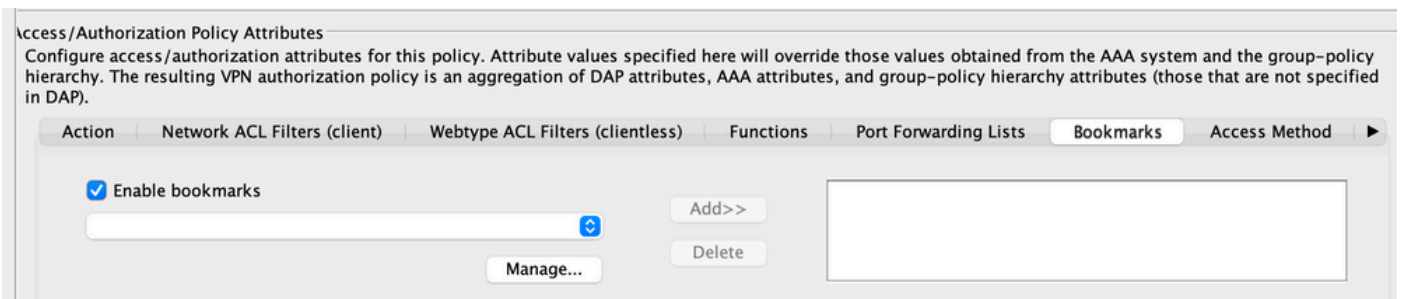 Access/Authorization Policy Attributes
Configure access/authorization attributes for this policy. Attribute values specified here will override those values obtained from the AAA system and the group-policy
hierarchy. The resulting VPN authorization policy is an aggregation of DAP attributes, AAA attributes, and group-policy hierarchy attributes (those that are not specified
in DAP).
Action Network ACL Filters (client) Webtype ACL Filters (clientless) Functions Port Forwarding Lists Bookmarks Access Method
Enable bookmarks
Add>>
Delete
Manage...